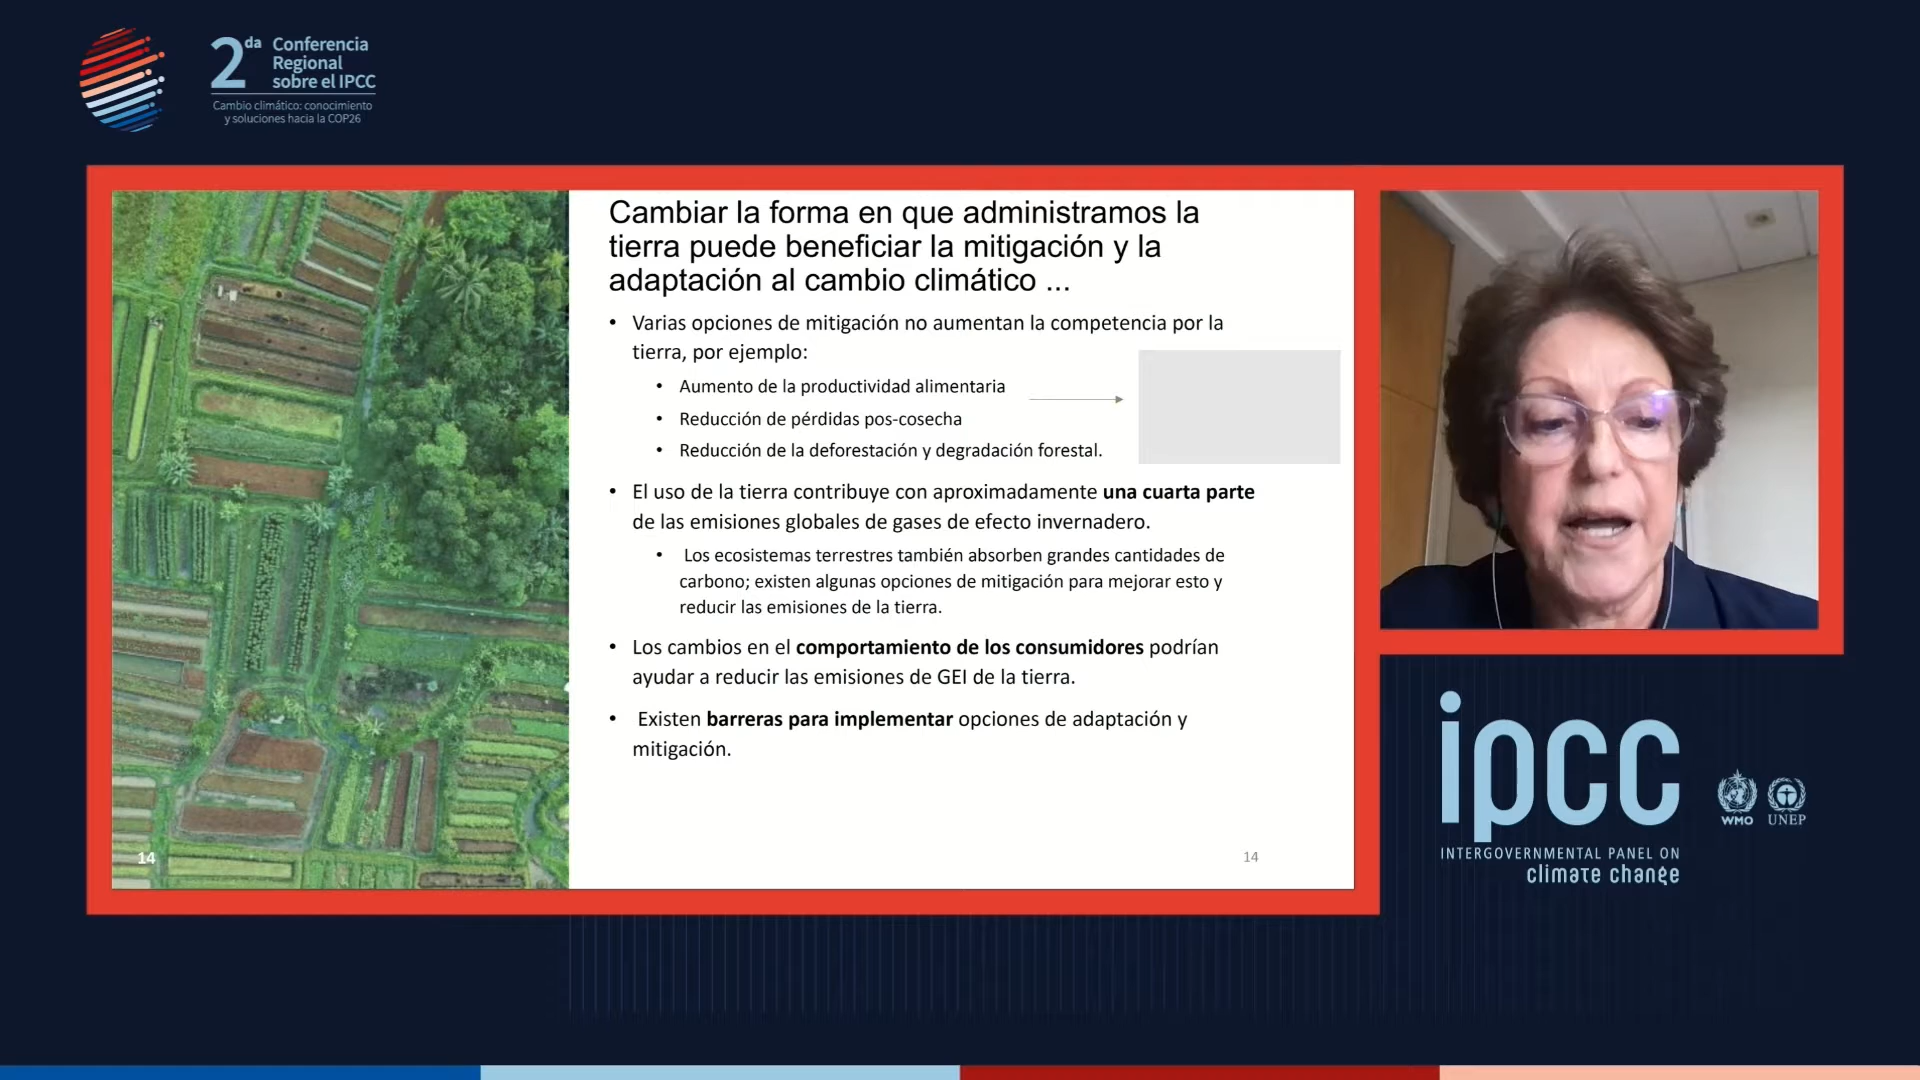 2da
Conferencia
Regional
sobre el IPCC
Cambio climático: conocimiento
y soluciones hacia la COP26
Cambiar la forma en que administramos la
tierra puede beneficiar la mitigación y la
adaptación al cambio climático ...
• Varias opciones de mitigación no aumentan la competencia por la
tierra, por ejemplo:
• Aumento de la productividad alimentaria
• Reducción de pérdidas pos-cosecha
• Reducción de la deforestación y degradación forestal.
• El uso de la tierra contribuye con aproximadamente una cuarta parte
de las emisiones globales de gases de efecto invernadero.
• Los ecosistemas terrestres también absorben grandes cantidades de
carbono; existen algunas opciones de mitigación para mejorar esto y
reducir las emisiones de la tierra.
• Los cambios en el comportamiento de los consumidores podrían
ayudar a reducir las emisiones de GEI de la tierra.
• Existen barreras para implementar opciones de adaptación y
mitigación.
14
14
ipcc
INTERGOVERNMENTAL PANEL ON
climate change
WMO
UNEP